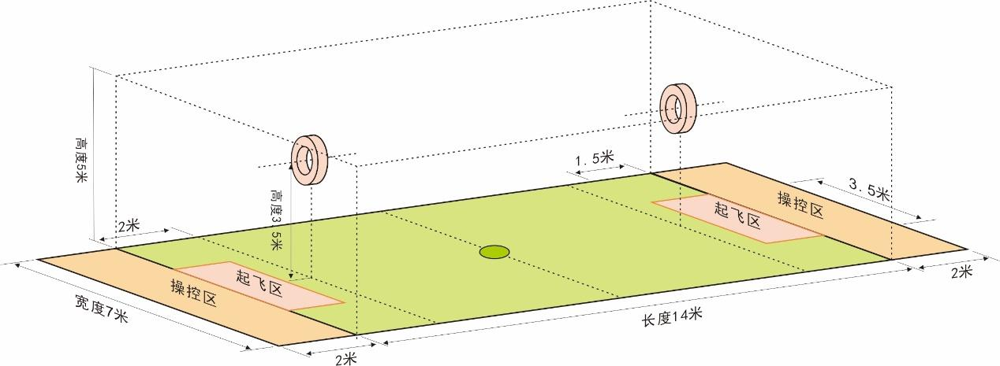 高度5米
2米
高度3.5米
1.5米
3.5米
操控区
起飞区
起飞区
操控区
宽度7米
2米
长度14米
2米